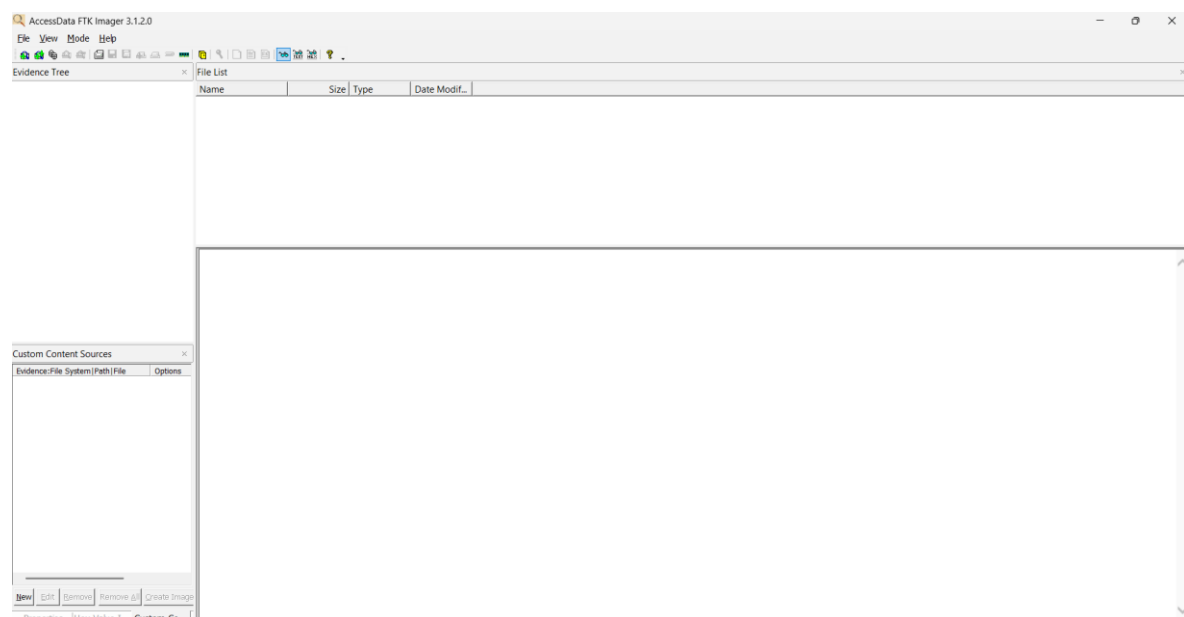 AccessData FTK Imager 3.1.2.0
File View Mode Help
Evidence Tree
File List
Name Size Type Date Modif...
Custom Content Sources
Evidence:File System|Path|File Options
New Edit Remove Remove All Create Image